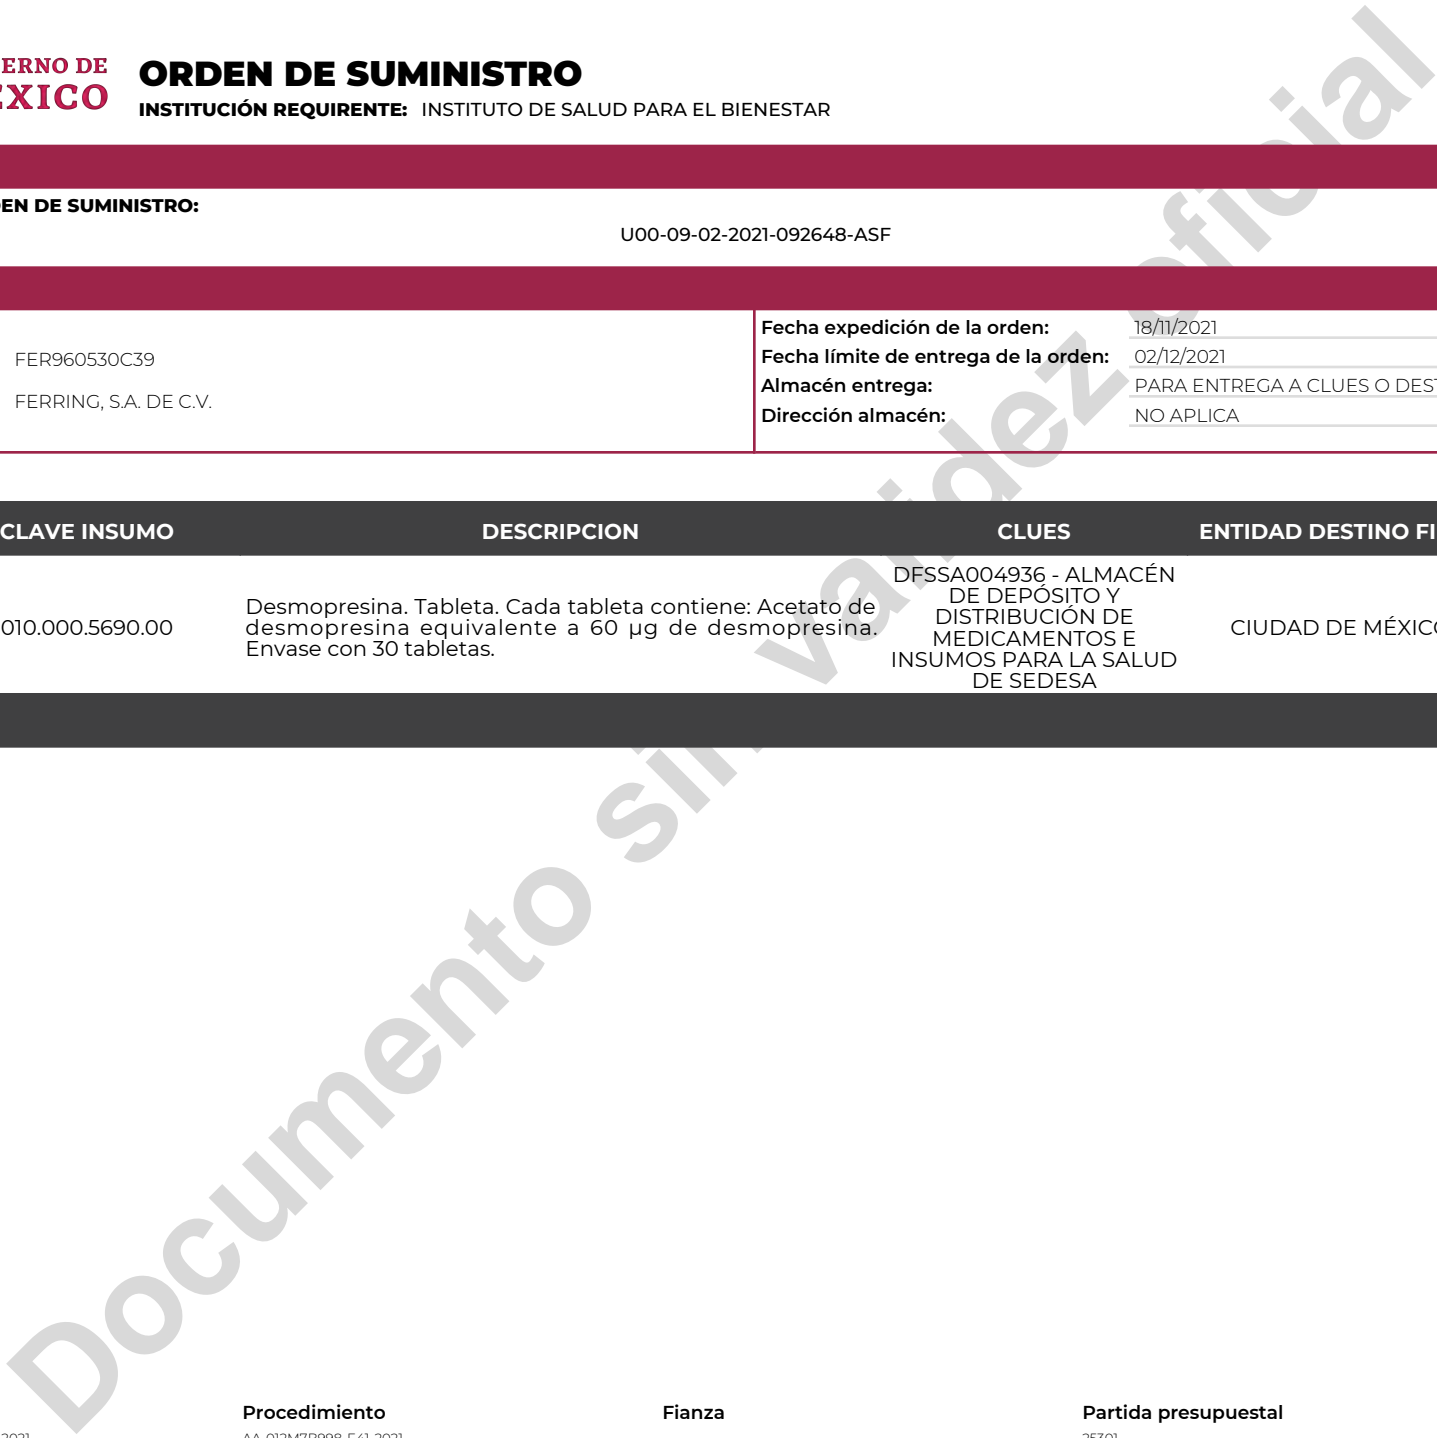 ERNO DE
ÉXICO
ORDEN DE SUMINISTRO
INSTITUCIÓN REQUIRENTE: INSTITUTO DE SALUD PARA EL BIENESTAR
EN DE SUMINISTRO:
U00-09-02-2021-092648-ASF
FER960530C39
FERRING, S.A. DE C.V.
Fecha expedición de la orden: 18/11/2021
Fecha límite de entrega de la orden: 02/12/2021
Almacén entrega: PARA ENTREGA A CLUES O DEST
Dirección almacén: NO APLICA
CLAVE INSUMO DESCRIPCION CLUES ENTIDAD DESTINO FI
010.000.5690.00
Desmopresina. Tableta. Cada tableta contiene: Acetato de
desmopresina equivalente a 60 µg de desmopresina.
Envase con 30 tabletas.
DFSSA004936 - ALMACÉN
DE DEPÓSITO Y
DISTRIBUCIÓN DE
MEDICAMENTOS E
INSUMOS PARA LA SALUD
DE SEDESA
CIUDAD DE MÉXICO
Documento sin validez oficial
Procedimiento Fianza Partida presupuestal